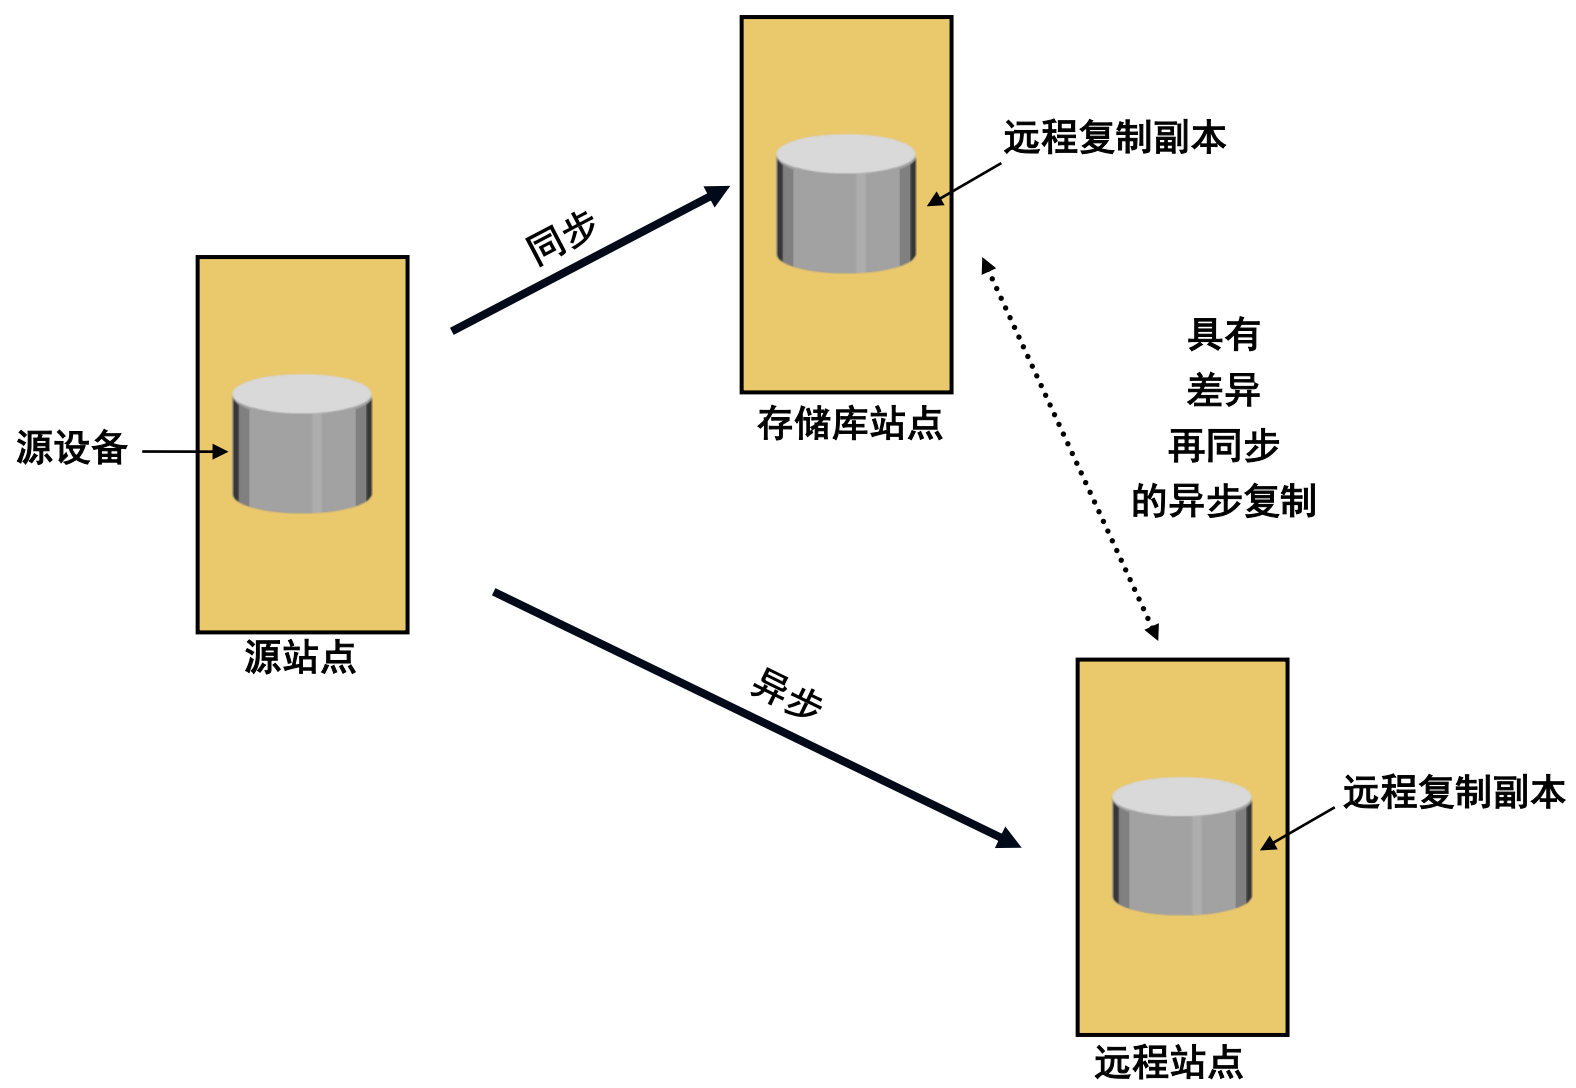 远程复制副本
同步
具有
差异
再同步
的异步复制
存储库站点
源设备
源站点
异步
远程复制副本
远程站点